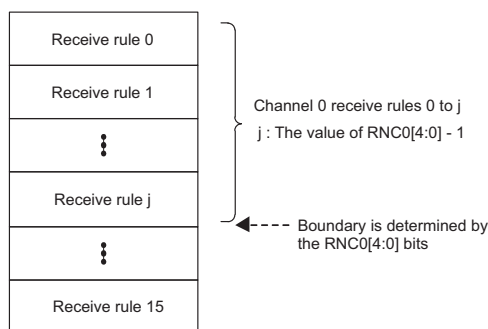 Receive rule 0
Receive rule 1
Receive rule j
Receive rule 15
Channel 0 receive rules 0 to j
j : The value of RNC0[4:0] - 1
Boundary is determined by
the RNC0[4:0] bits